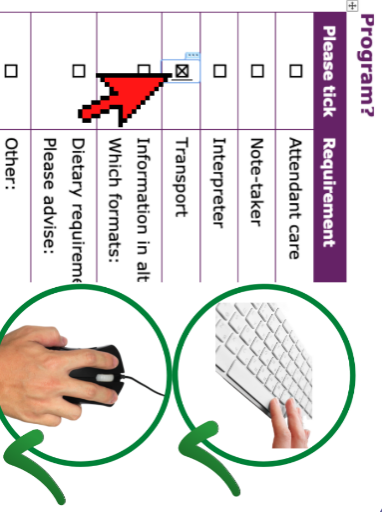 Program?
Please tick Requirement
☐ Attendant care
☐ Note-taker
☐ Interpreter
☒ Transport
☐ Information in alt
Which formats:
☐ Dietary requireme
Please advise:
☐ Other: